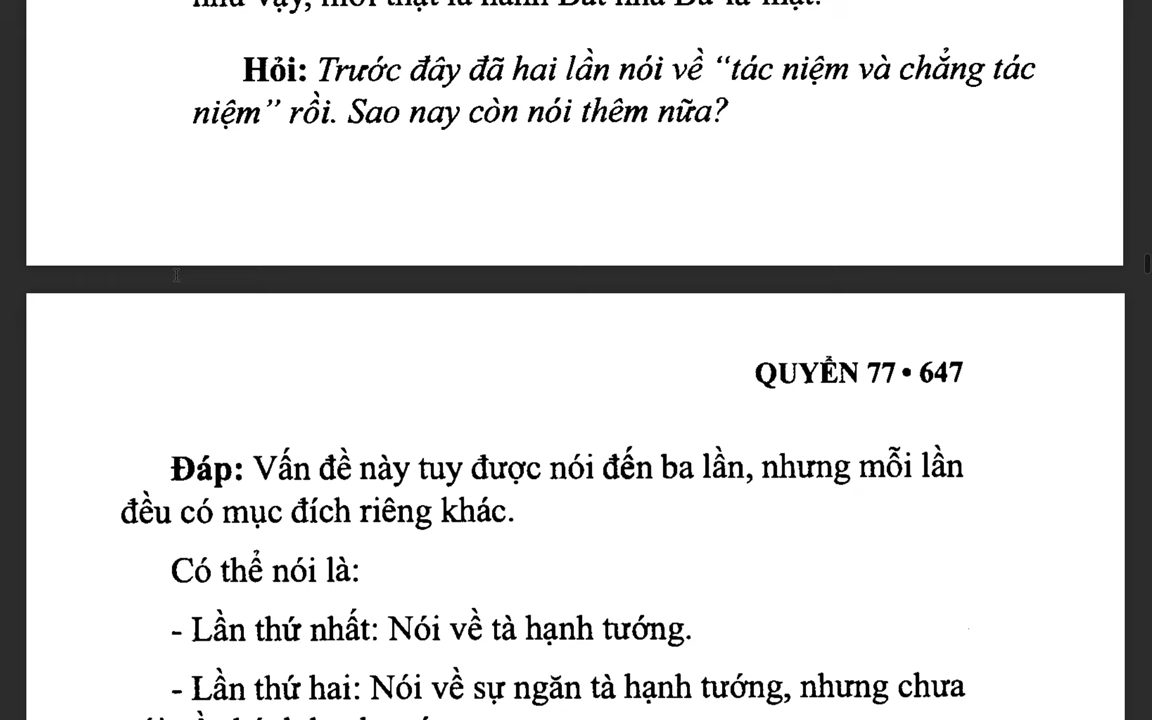 Hỏi: Trước đây đã hai lần nói về “tác niệm và chẳng tác
niệm” rồi. Sao nay còn nói thêm nữa?
QUYỂN 77 • 647
Đáp: Vấn đề này tuy được nói đến ba lần, nhưng mỗi lần
đều có mục đích riêng khác.
Có thể nói là:
- Lần thứ nhất: Nói về tà hạnh tướng.
- Lần thứ hai: Nói về sự ngăn tà hạnh tướng, nhưng chưa